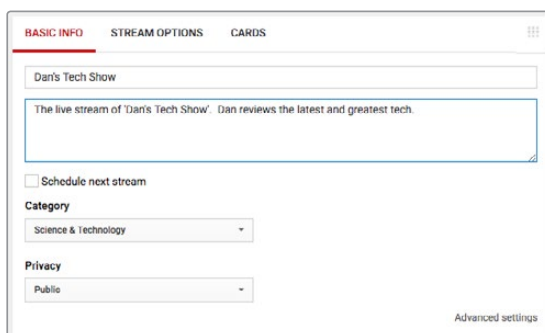 BASIC INFO STREAM OPTIONS CARDS
Dan's Tech Show
The live stream of 'Dan's Tech Show'. Dan reviews the latest and greatest tech.
Schedule next stream
Category
Science & Technology
Privacy
Public
Advanced settings